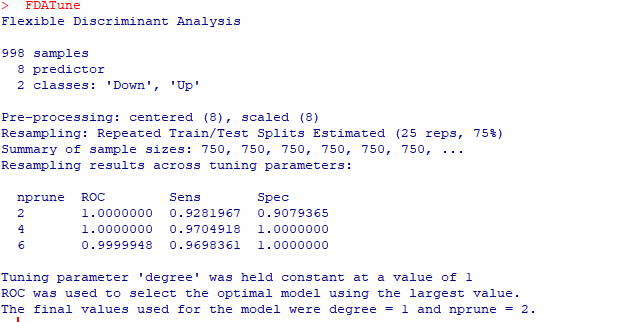 >  FDATune
Flexible Discriminant Analysis

998 samples
  8 predictor
  2 classes: 'Down', 'Up'

Pre-processing: centered (8), scaled (8)
Resampling: Repeated Train/Test Splits Estimated (25 reps, 75%)
Summary of sample sizes: 750, 750, 750, 750, 750, 750, ...
Resampling results across tuning parameters:

  nprune  ROC        Sens       Spec
  2       1.0000000  0.9281967  0.9079365
  4       1.0000000  0.9704918  1.0000000
  6       0.9999948  0.9698361  1.0000000

Tuning parameter 'degree' was held constant at a value of 1
ROC was used to select the optimal model using the largest value.
The final values used for the model were degree = 1 and nprune = 2.